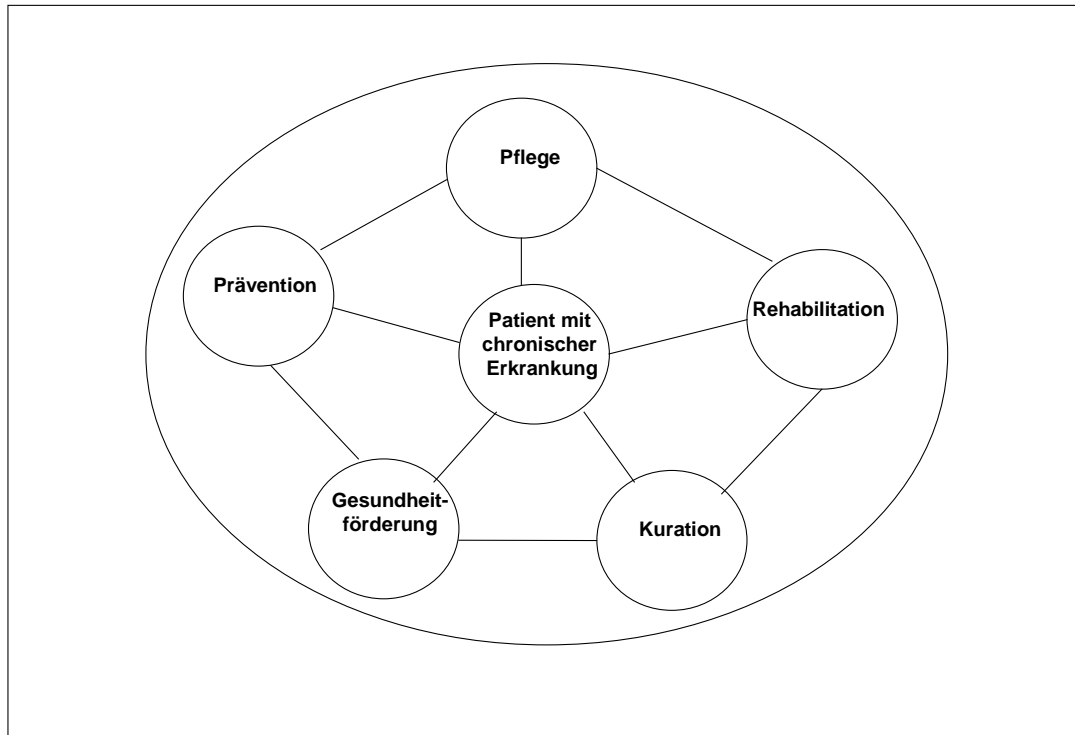 Pflege
Prävention
Rehabilitation
Patient mit
chronischer
Erkrankung
Gesundheit-
förderung
Kuration